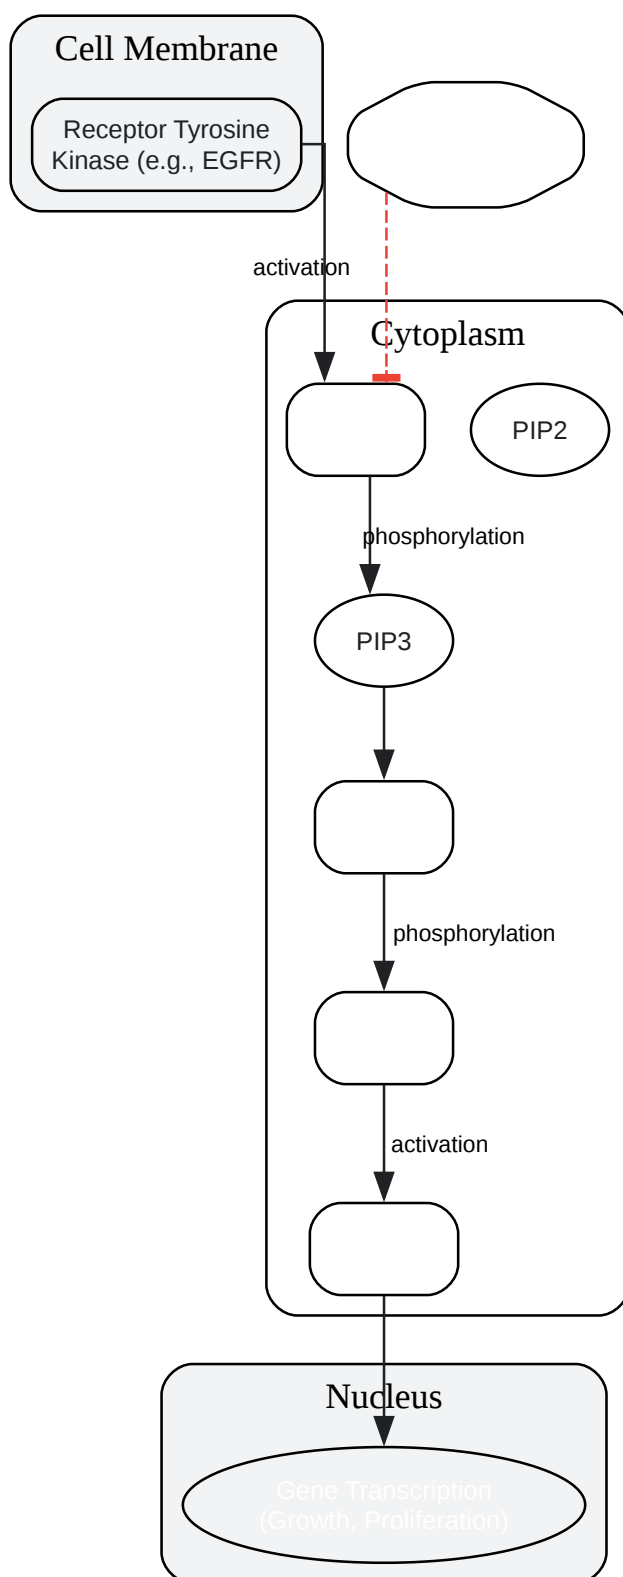 Cell Membrane
Receptor Tyrosine
Kinase (e.g., EGFR)
activation
Cytoplasm
PIP2
phosphorylation
PIP3
phosphorylation
activation
Nucleus
Gene Transcription
(Growth, Proliferation)